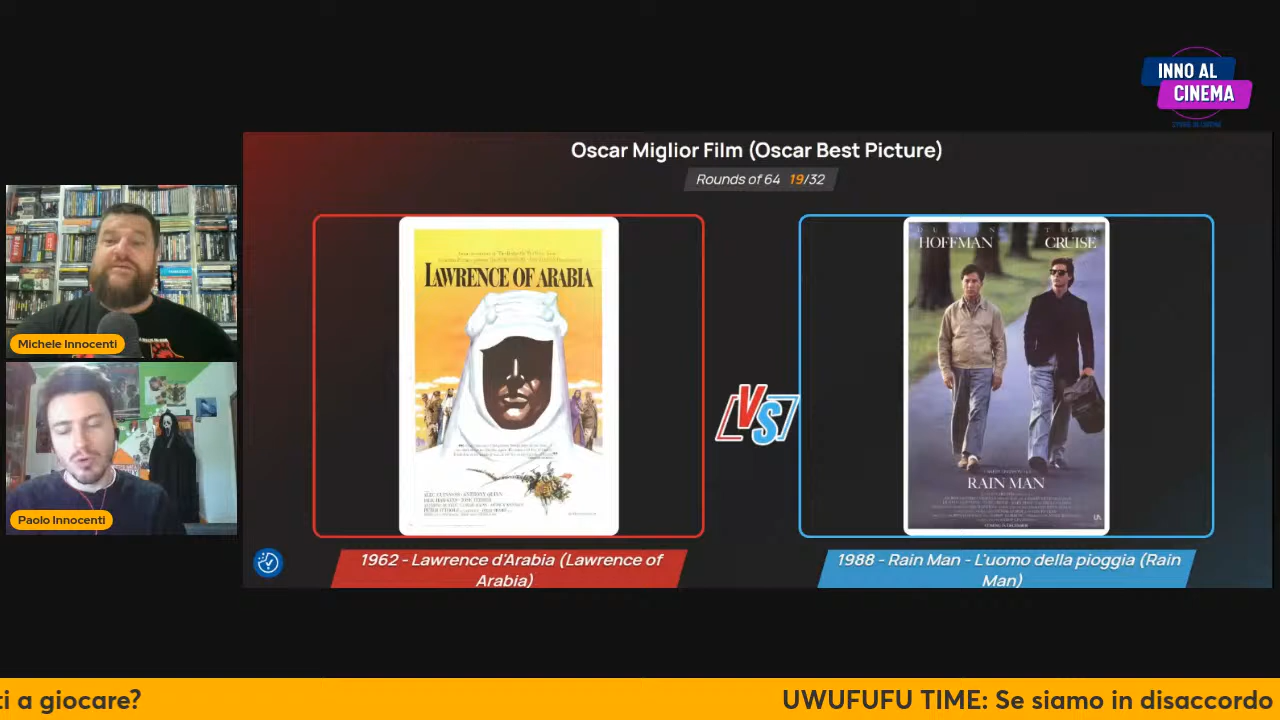 INNO AL
CINEMA
Oscar Miglior Film (Oscar Best Picture)
Rounds of 64 19/32
LAWRENCE OF ARABIA
HOFFMAN CRUISE
RAIN MAN
VS
Michele Innocenti
Paolo Innocenti
1962 - Lawrence d'Arabia (Lawrence of
Arabia)
1988 - Rain Man - L'uomo della pioggia (Rain
Man)
ti a giocare?
UWUFUFU TIME: Se siamo in disaccordo